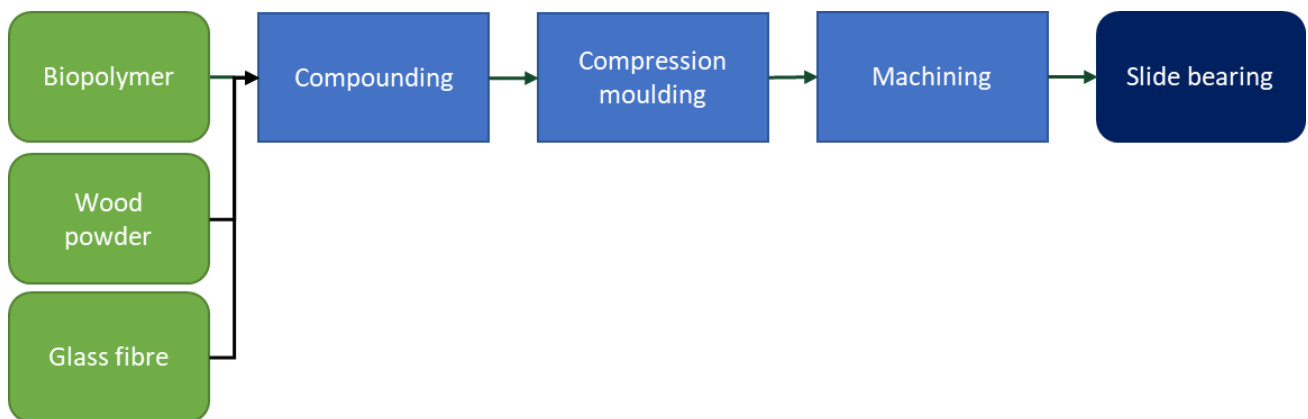 Biopolymer
Compounding
Compression
moulding
Machining
Slide bearing
Wood
powder
Glass fibre